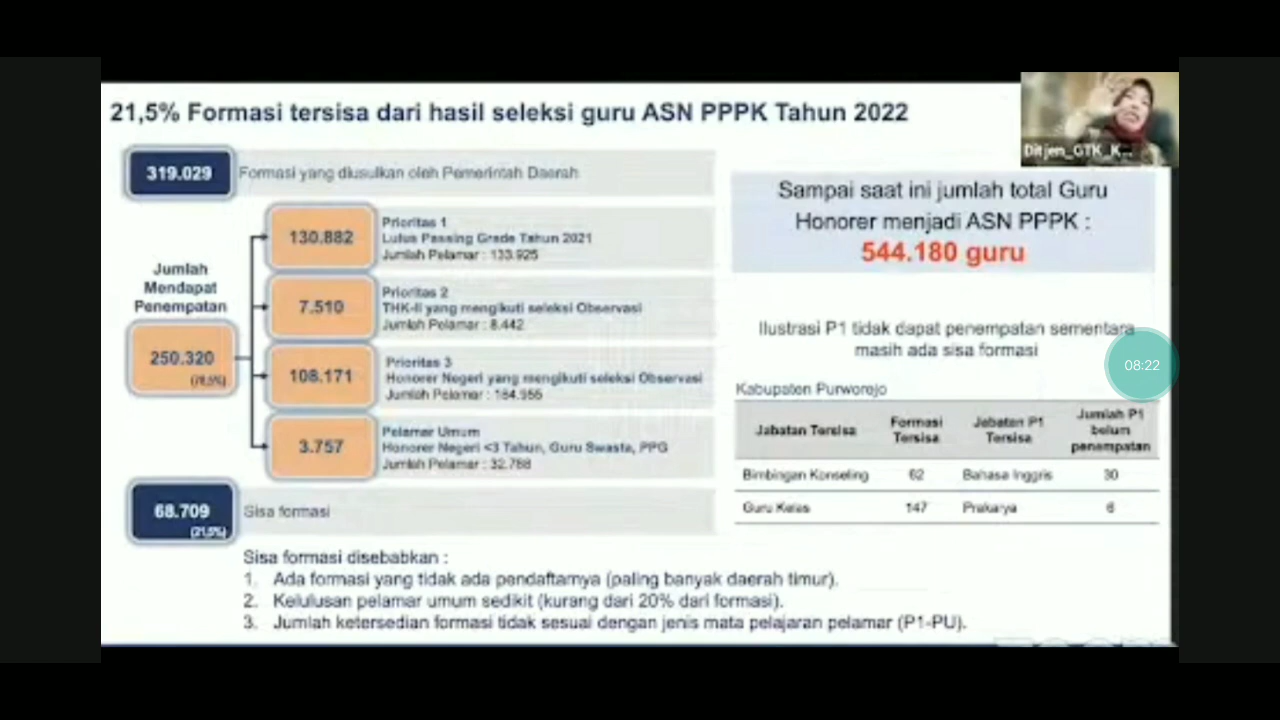 21,5% Formasi tersisa dari hasil seleksi guru ASN PPPK Tahun 2022
Ditjen_GTK_K...
319.029
Formasi yang diusulkan oleh Pemerintah Daerah
Jumlah
Mendapat
Penempatan
250.320
(78,5%)
130.882
Prioritas 1
Lulus Passing Grade Tahun 2021
Jumlah Pelamar : 133.925
7.510
Prioritas 2
THK-II yang mengikuti seleksi Observasi
Jumlah Pelamar : 8.442
108.171
Prioritas 3
Honorer Negeri yang mengikuti seleksi Observasi
Jumlah Pelamar :
3.757
Pelamar Umum
Honorer Negeri <3 Tahun, Guru Swasta, PPG
Jumlah Pelamar : 32.788
68.709
(21,5%)
Sisa formasi
Sisa formasi disebabkan :
1. Ada formasi yang tidak ada pendaftarnya (paling banyak daerah timur).
2. Kelulusan pelamar umum sedikit (kurang dari 20% dari formasi).
3. Jumlah ketersedian formasi tidak sesuai dengan jenis mata pelajaran pelamar (P1-PU).
Sampai saat ini jumlah total Guru
Honorer menjadi ASN PPPK :
544.180 guru
Ilustrasi P1 tidak dapat penempatan sementara
masih ada sisa formasi
08:22
Kabupaten Purworejo
Jabatan Tersisa Formasi Tersisa Jabatan P1 Tersisa Jumlah P1 belum penempatan
Bimbingan Konseling 62 Bahasa Inggris 30
Guru Kelas 147 Prakarya 6